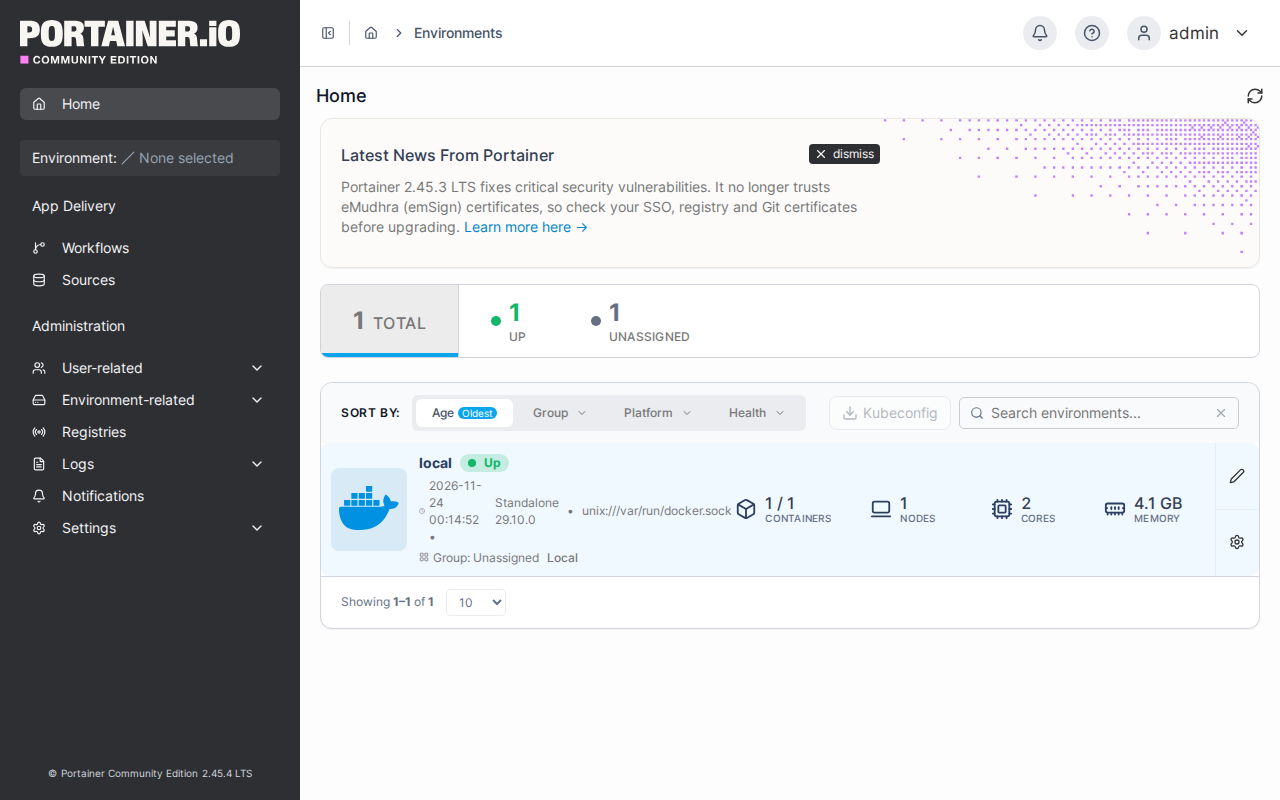 PORTAINER.iO
COMMUNITY EDITION
Home
Environment: None selected
App Delivery
Workflows
Sources
Administration
User-related
Environment-related
Registries
Logs
Notifications
Settings
© Portainer Community Edition 2.45.4 LTS
Environments
admin
Home
Latest News From Portainer
dismiss
Portainer 2.45.3 LTS fixes critical security vulnerabilities. It no longer trusts
eMudhra (emSign) certificates, so check your SSO, registry and Git certificates
before upgrading. Learn more here →
1 TOTAL
1
UP
1
UNASSIGNED
SORT BY:
Age Oldest
Group
Platform
Health
Kubeconfig
Search environments...
local Up
2026-11-
24
00:14:52
•
Standalone
29.10.0
• unix:///var/run/docker.sock
Group: Unassigned Local
1 / 1
CONTAINERS
1
NODES
2
CORES
4.1 GB
MEMORY
Showing 1–1 of 1
10